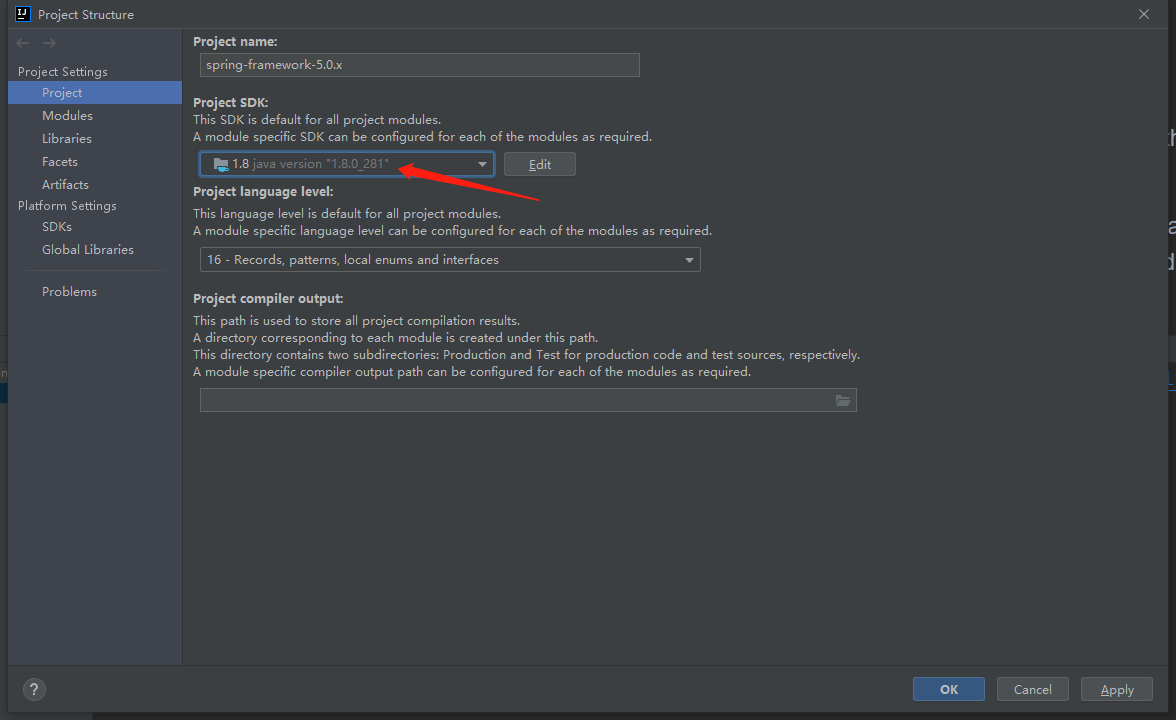 Project Structure
Project Settings
Project
Modules
Libraries
Facets
Artifacts
Platform Settings
SDKs
Global Libraries
Problems
Project name:
spring-framework-5.0.x
Project SDK:
This SDK is default for all project modules.
A module specific SDK can be configured for each of the modules as required.
1.8 java version "1.8.0_281"
Edit
Project language level:
This language level is default for all project modules.
A module specific language level can be configured for each of the modules as required.
16 - Records, patterns, local enums and interfaces
Project compiler output:
This path is used to store all project compilation results.
A directory corresponding to each module is created under this path.
This directory contains two subdirectories: Production and Test for production code and test sources, respectively.
A module specific compiler output path can be configured for each of the modules as required.
?
OK
Cancel
Apply